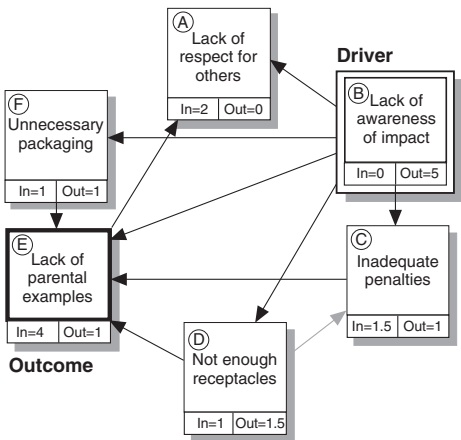 A
Lack of
respect for
others
In=2 Out=0
Driver
B
Lack of
awareness
of impact
In=0 Out=5
F
Unnecessary
packaging
In=1 Out=1
E
Lack of
parental
examples
In=4 Out=1
Outcome
C
Inadequate
penalties
In=1.5 Out=1
D
Not enough
receptacles
In=1 Out=1.5